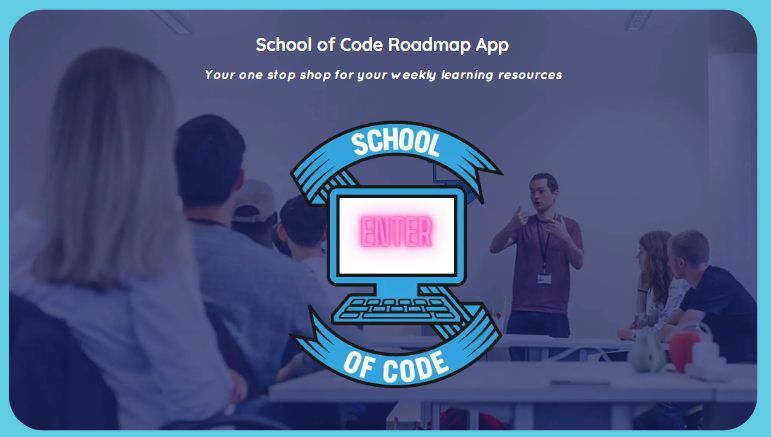 School of Code Roadmap App
Your one stop shop for your weekly learning resources
SCHOOL
ENTER
OF CODE